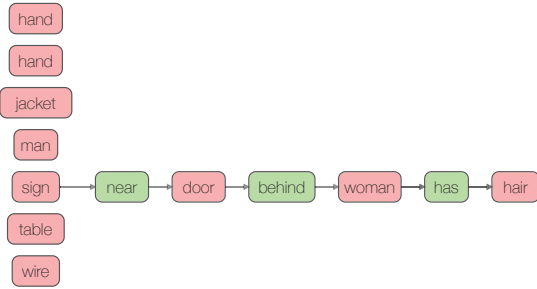 hand
hand
jacket
man
sign near door behind woman has hair
table
wire